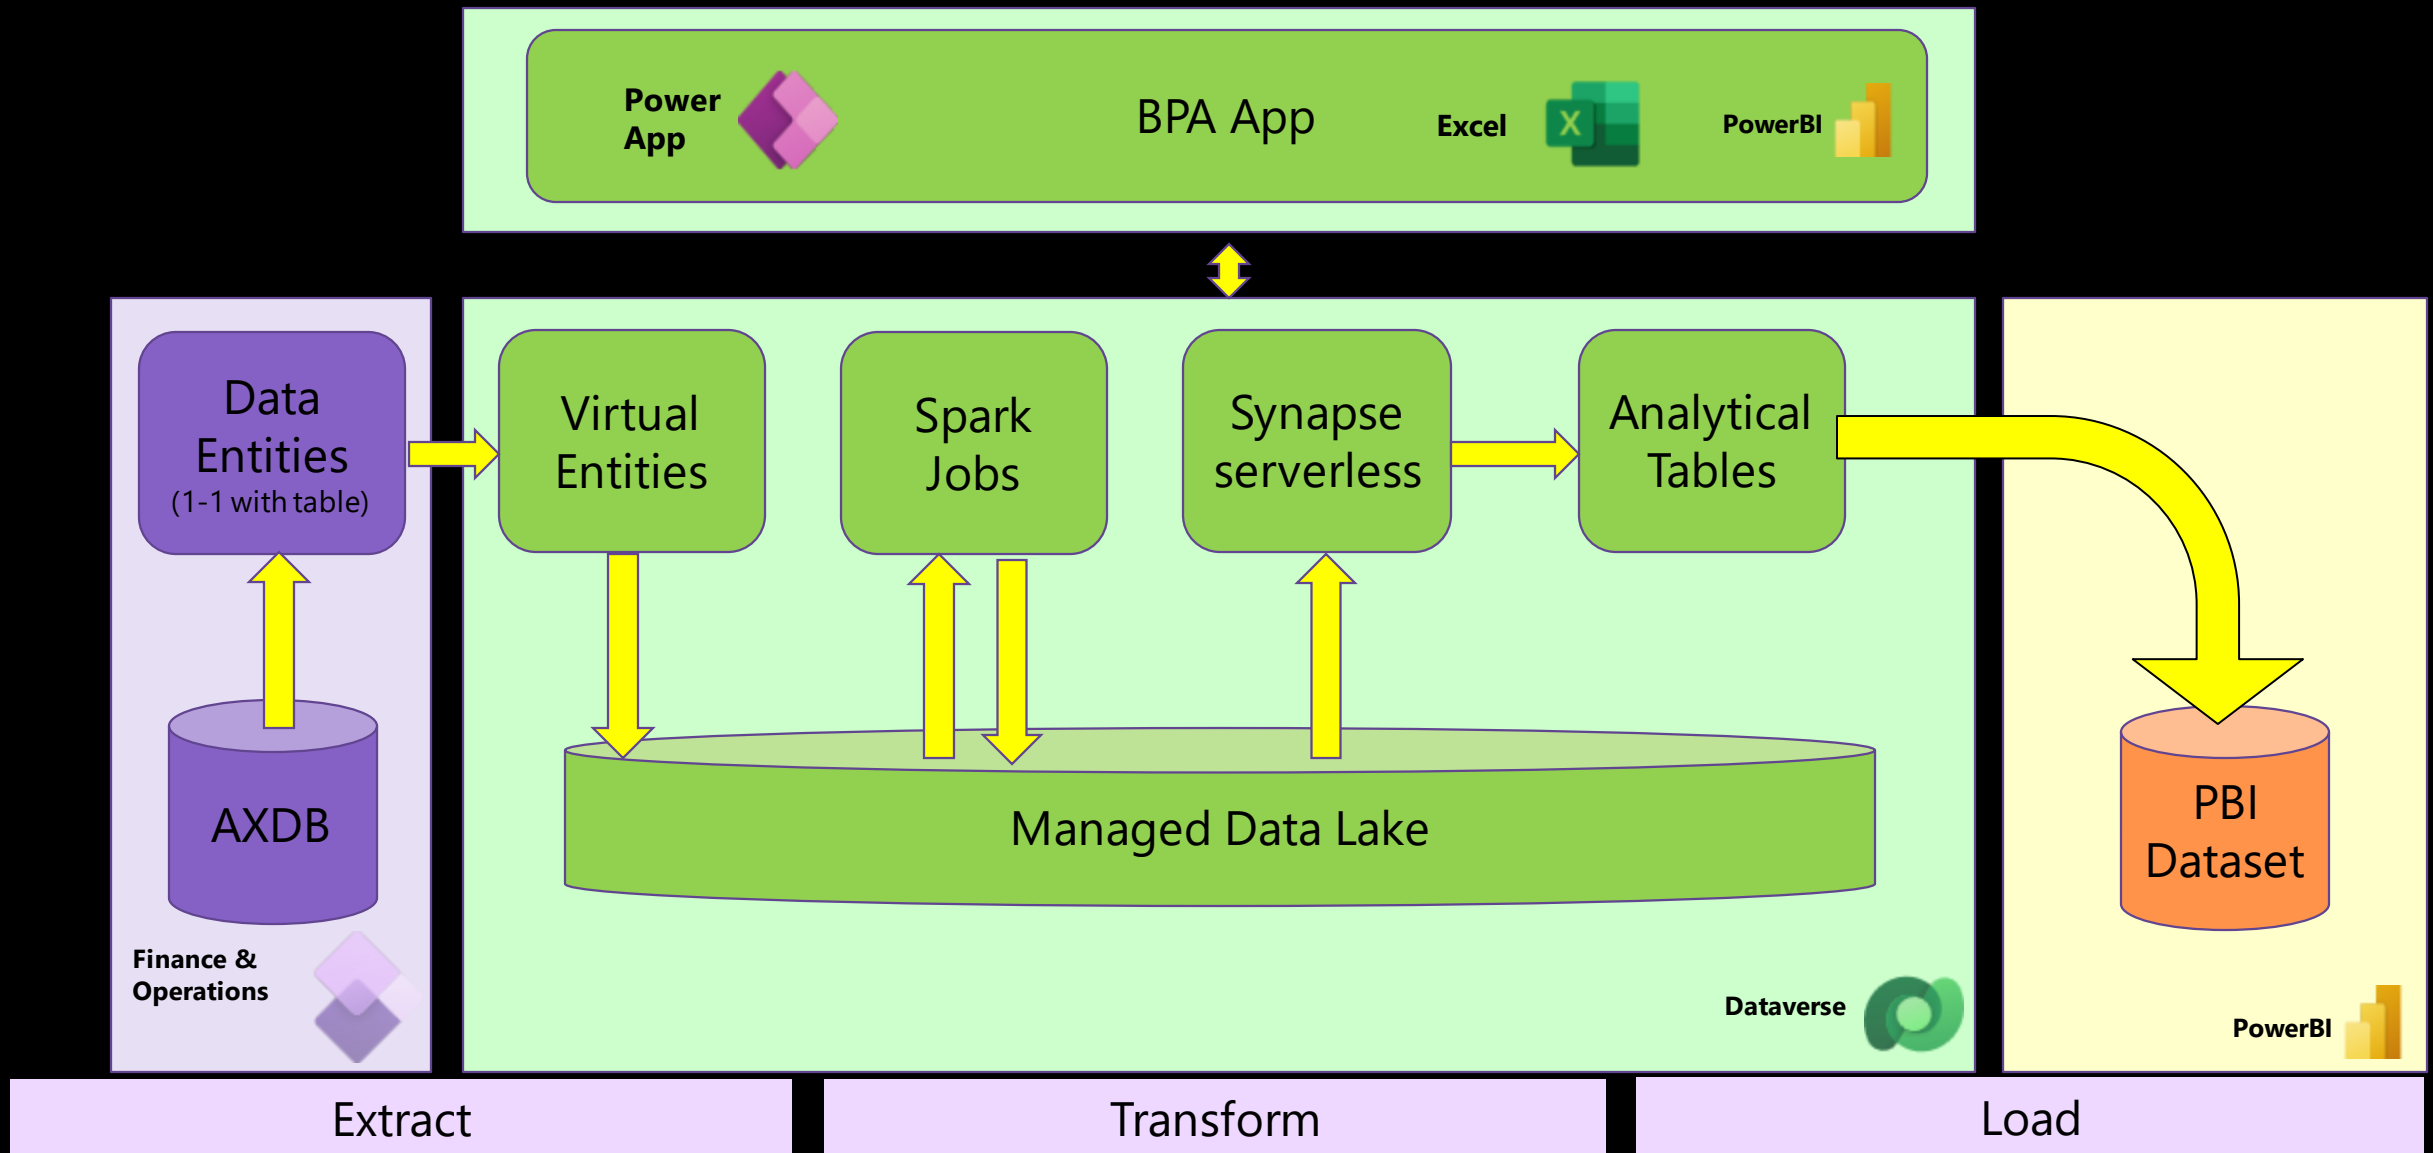 Power
App
BPA App
Excel
X
PowerBI
Data
Entities
(1-1 with table)
Virtual
Entities
Spark
Jobs
Synapse
serverless
Analytical
Tables
AXDB
Managed Data Lake
PBI
Dataset
Finance &
Operations
Dataverse
PowerBI
Extract
Transform
Load